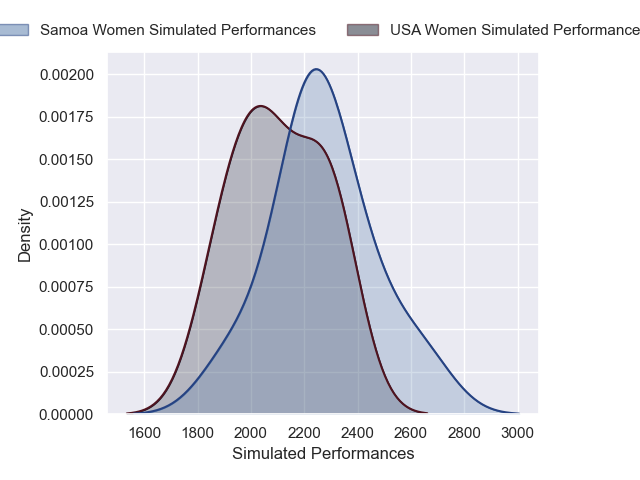 Samoa Women Simulated Performances USA Women Simulated Performance
0.00200
0.00175
0.00150
0.00125
0.00100
0.00075
0.00050
0.00025
0.00000
Density
1600 1800 2000 2200 2400 2600 2800 3000
Simulated Performances